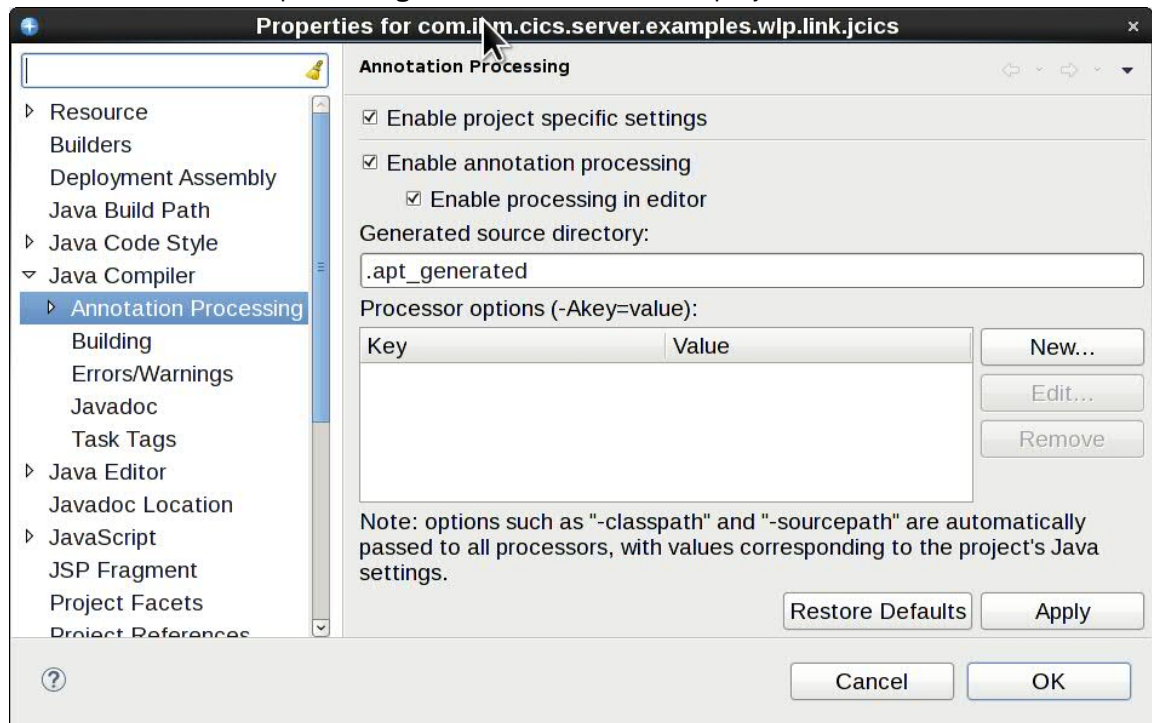 Properties for com.ibm.cics.server.examples.wlp.link.jcics
Annotation Processing
Resource
Builders
Deployment Assembly
Java Build Path
Java Code Style
Java Compiler
Annotation Processing
Building
Errors/Warnings
Javadoc
Task Tags
Java Editor
Javadoc Location
JavaScript
JSP Fragment
Project Facets
Project References
Enable project specific settings
Enable annotation processing
Enable processing in editor
Generated source directory:
.apt_generated
Processor options (-Akey=value):
Key Value
New...
Edit...
Remove
Note: options such as "-classpath" and "-sourcepath" are automatically
passed to all processors, with values corresponding to the project's Java
settings.
Restore Defaults Apply
Cancel OK